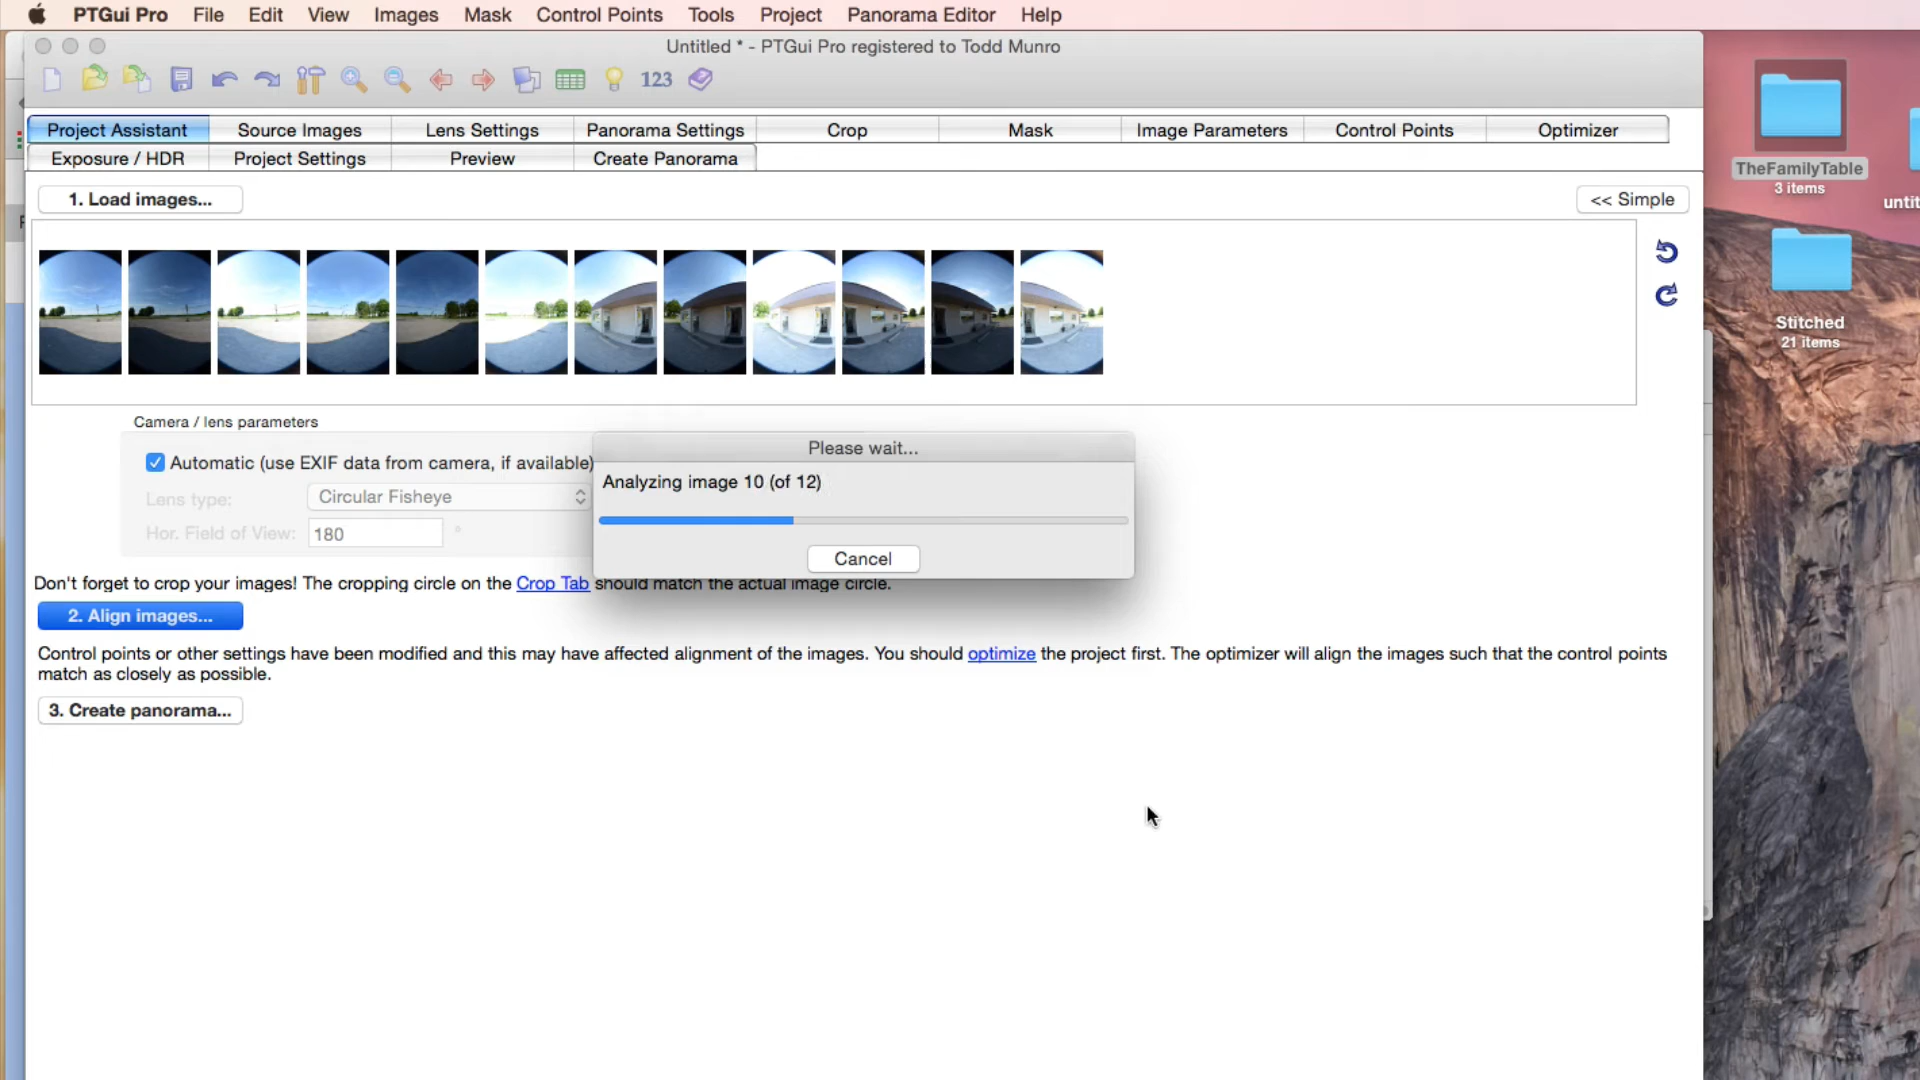 PTGui Pro File Edit View Images Mask Control Points Tools Project Panorama Editor Help
Untitled * - PTGui Pro registered to Todd Munro
123
Project Assistant Source Images Lens Settings Panorama Settings Crop Mask Image Parameters Control Points Optimizer
Exposure / HDR Project Settings Preview Create Panorama
1. Load images...
<< Simple
Camera / lens parameters
Automatic (use EXIF data from camera, if available)
Lens type: Circular Fisheye
Hor. Field of View: 180 °
Please wait...
Analyzing image 10 (of 12)
Cancel
Don't forget to crop your images! The cropping circle on the Crop Tab should match the actual image circle.
2. Align images...
Control points or other settings have been modified and this may have affected alignment of the images. You should optimize the project first. The optimizer will align the images such that the control points
match as closely as possible.
3. Create panorama...
TheFamilyTable
3 items
untit
Stitched
21 items